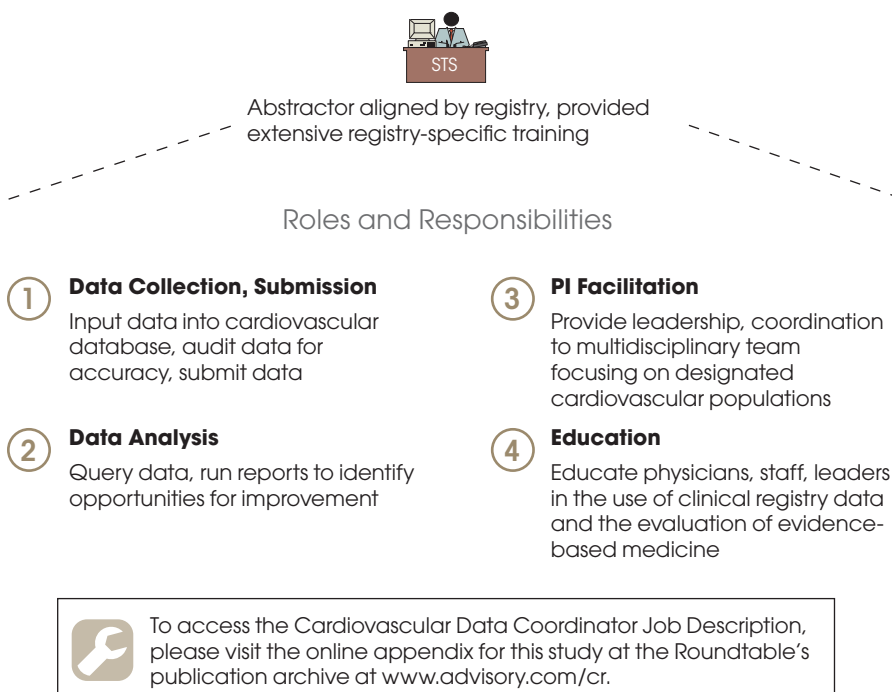 STS
Abstractor aligned by registry, provided
extensive registry-specific training
Roles and Responsibilities
1
Data Collection, Submission
Input data into cardiovascular
database, audit data for
accuracy, submit data
2
Data Analysis
Query data, run reports to identify
opportunities for improvement
3
PI Facilitation
Provide leadership, coordination
to multidisciplinary team
focusing on designated
cardiovascular populations
4
Education
Educate physicians, staff, leaders
in the use of clinical registry data
and the evaluation of evidence-
based medicine
To access the Cardiovascular Data Coordinator Job Description,
please visit the online appendix for this study at the Roundtable’s
publication archive at www.advisory.com/cr.